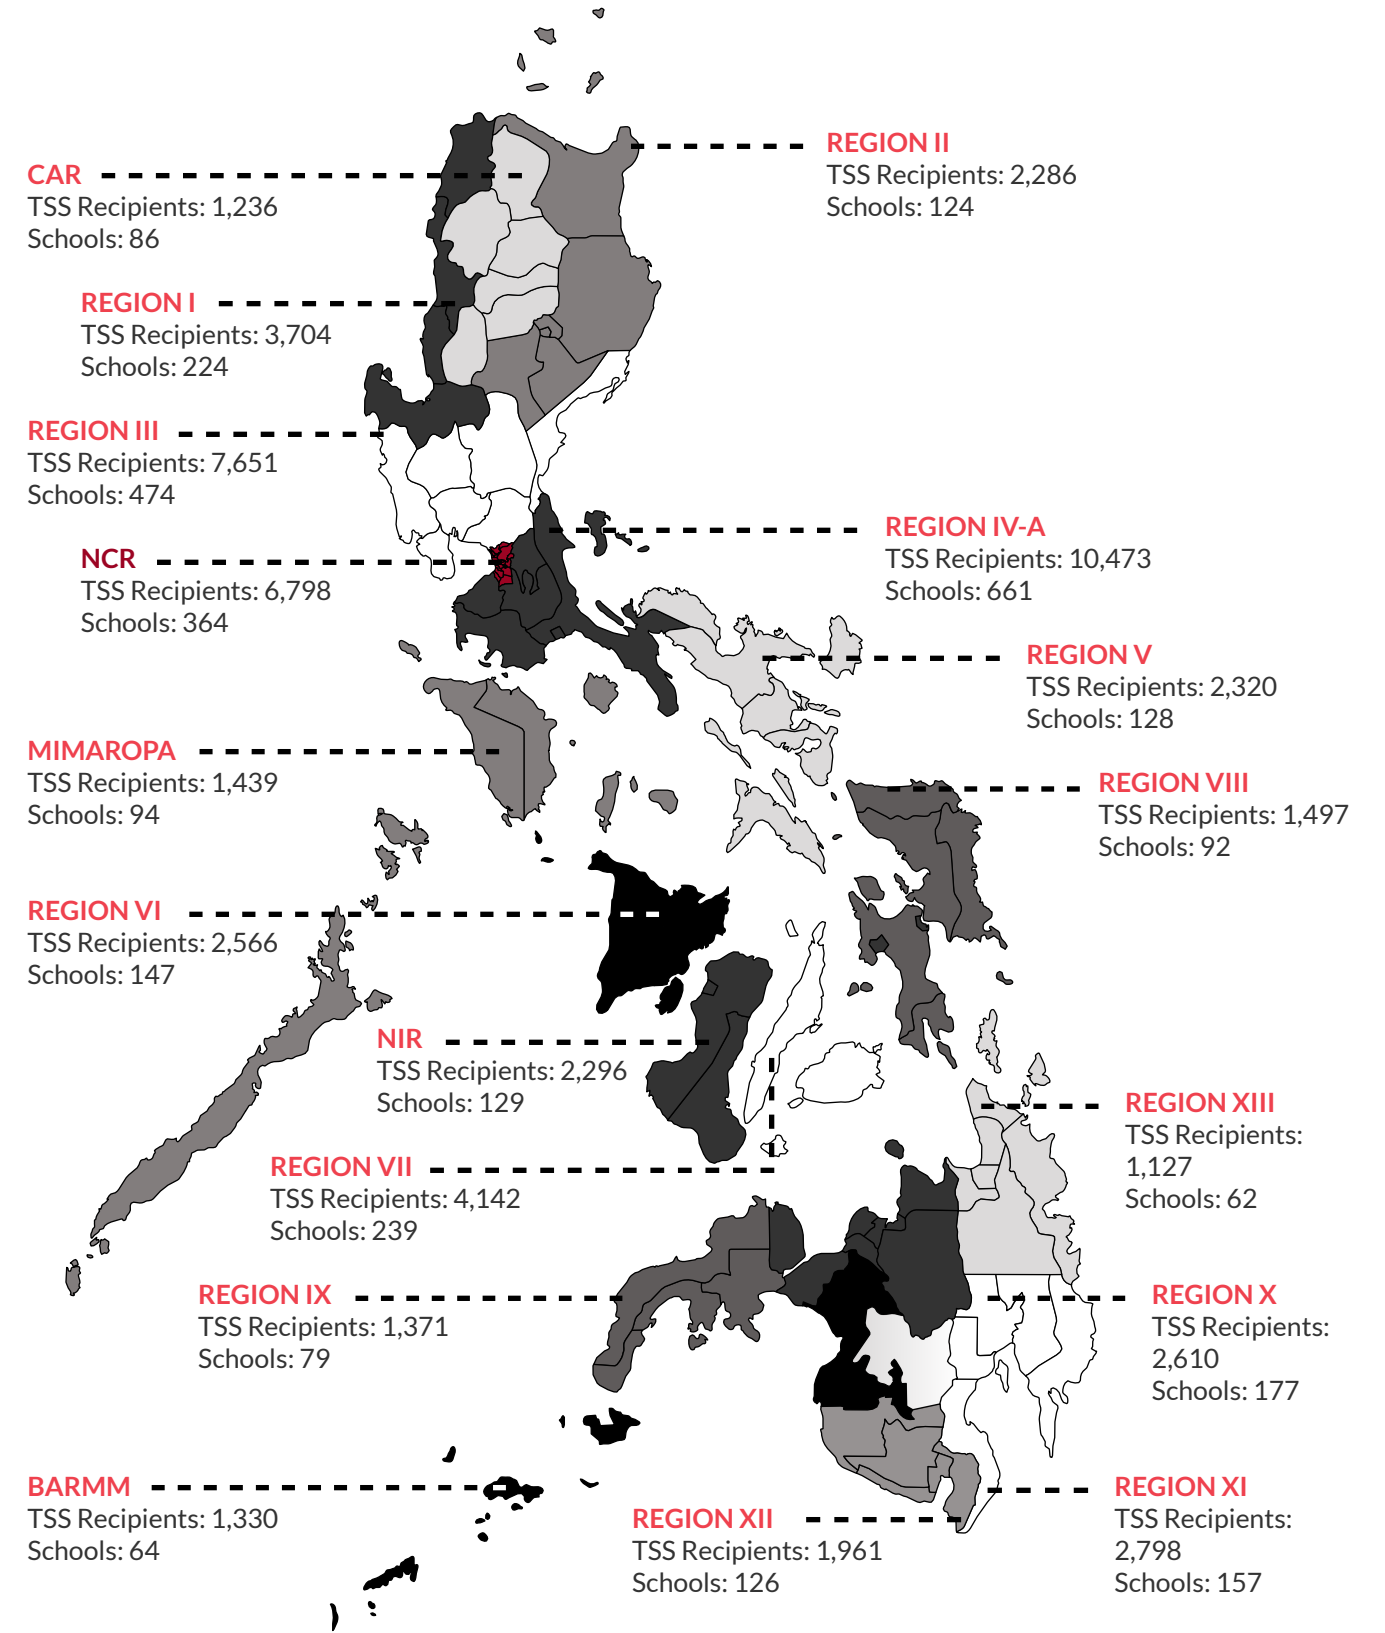 REGION II
TSS Recipients: 2,286
Schools: 124
CAR
TSS Recipients: 1,236
Schools: 86
REGION I
TSS Recipients: 3,704
Schools: 224
REGION III
TSS Recipients: 7,651
Schools: 474
REGION IV-A
TSS Recipients: 10,473
Schools: 661
NCR
TSS Recipients: 6,798
Schools: 364
REGION V
TSS Recipients: 2,320
Schools: 128
MIMAROPA
TSS Recipients: 1,439
Schools: 94
REGION VIII
TSS Recipients: 1,497
Schools: 92
REGION VI
TSS Recipients: 2,566
Schools: 147
NIR
TSS Recipients: 2,296
Schools: 129
REGION XIII
TSS Recipients:
1,127
Schools: 62
REGION VII
TSS Recipients: 4,142
Schools: 239
REGION IX
TSS Recipients: 1,371
Schools: 79
REGION X
TSS Recipients:
2,610
Schools: 177
BARMM
TSS Recipients: 1,330
Schools: 64
REGION XI
TSS Recipients:
2,798
Schools: 157
REGION XII
TSS Recipients: 1,961
Schools: 126